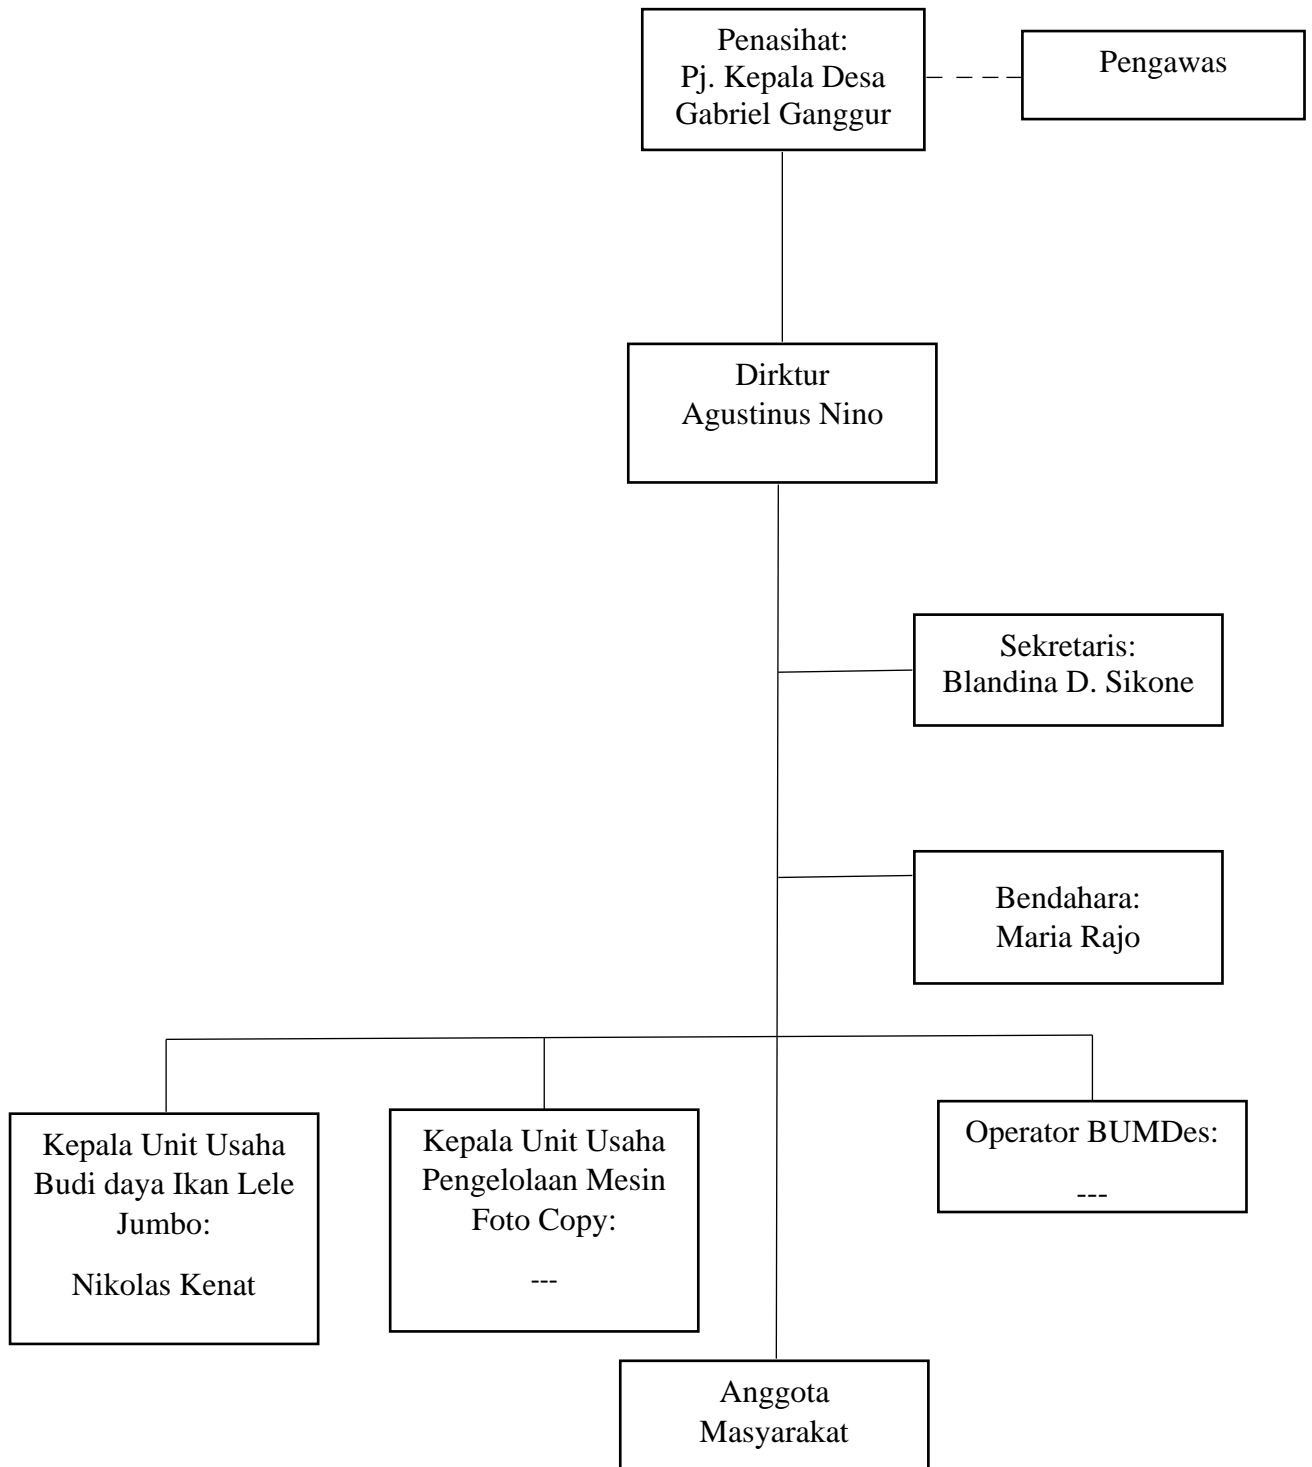 Penasihat:
Pj. Kepala Desa
Gabriel Ganggur
Pengawas
Dirktur
Agustinus Nino
Sekretaris:
Blandina D. Sikone
Bendahara:
Maria Rajo
Kepala Unit Usaha
Budi daya Ikan Lele
Jumbo:
Nikolas Kenat
Kepala Unit Usaha
Pengelolaan Mesin
Foto Copy:
---
Operator BUMDes:
---
Anggota
Masyarakat